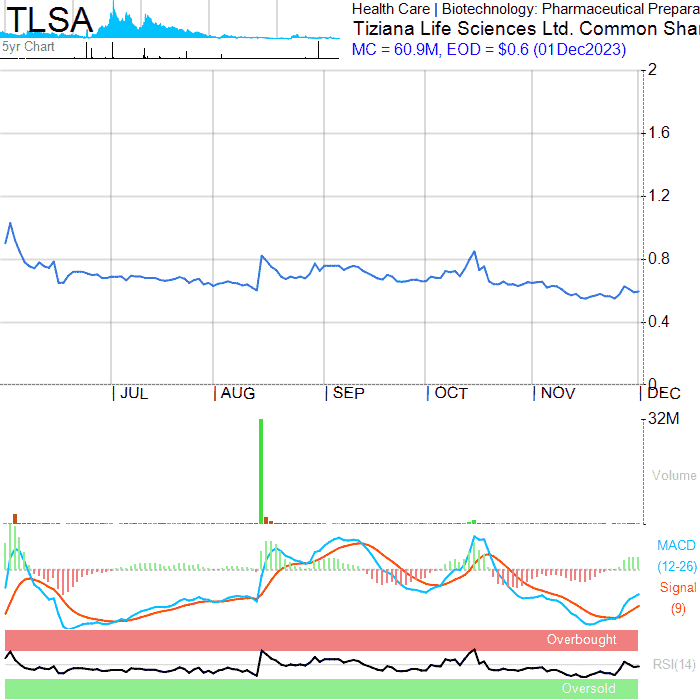 TLSA
5yr Chart
Health Care | Biotechnology: Pharmaceutical Prepara
Tiziana Life Sciences Ltd. Common Shar
MC = 60.9M, EOD = $0.6 (01Dec2023)
2
1.6
1.2
0.8
0.4
0
JUL
AUG
SEP
OCT
NOV
DEC
32M
Volume
MACD
(12-26)
Signal
(9)
Overbought
RSI(14)
Oversold